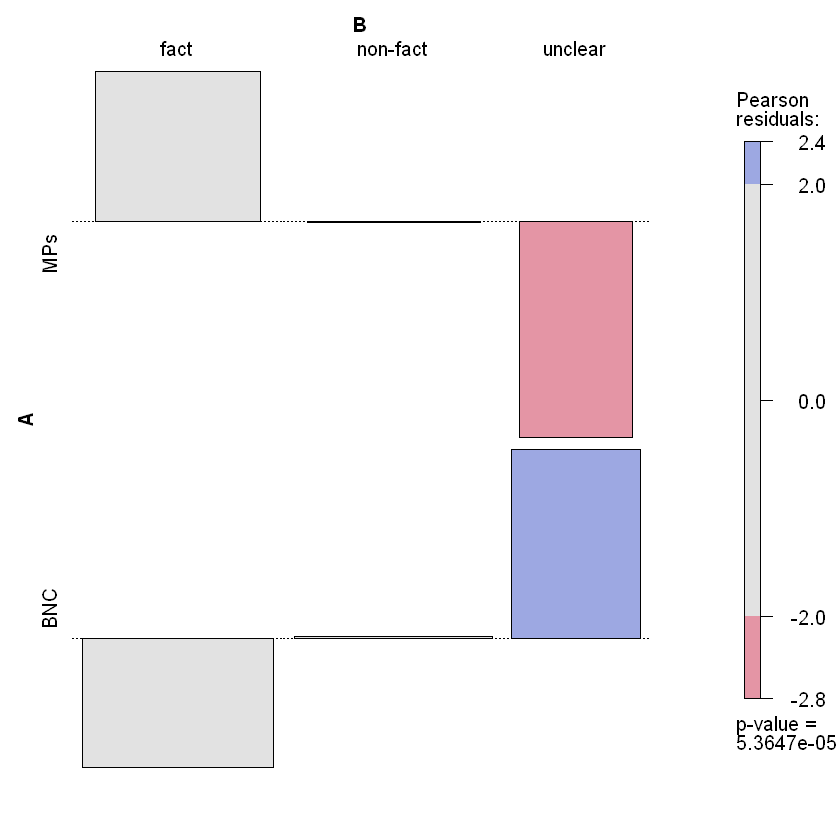 B
fact non-fact unclear
Pearson
residuals:
2.4
2.0
MPs
0.0
A
BNC
-2.0
-2.8
p-value =
5.3647e-05